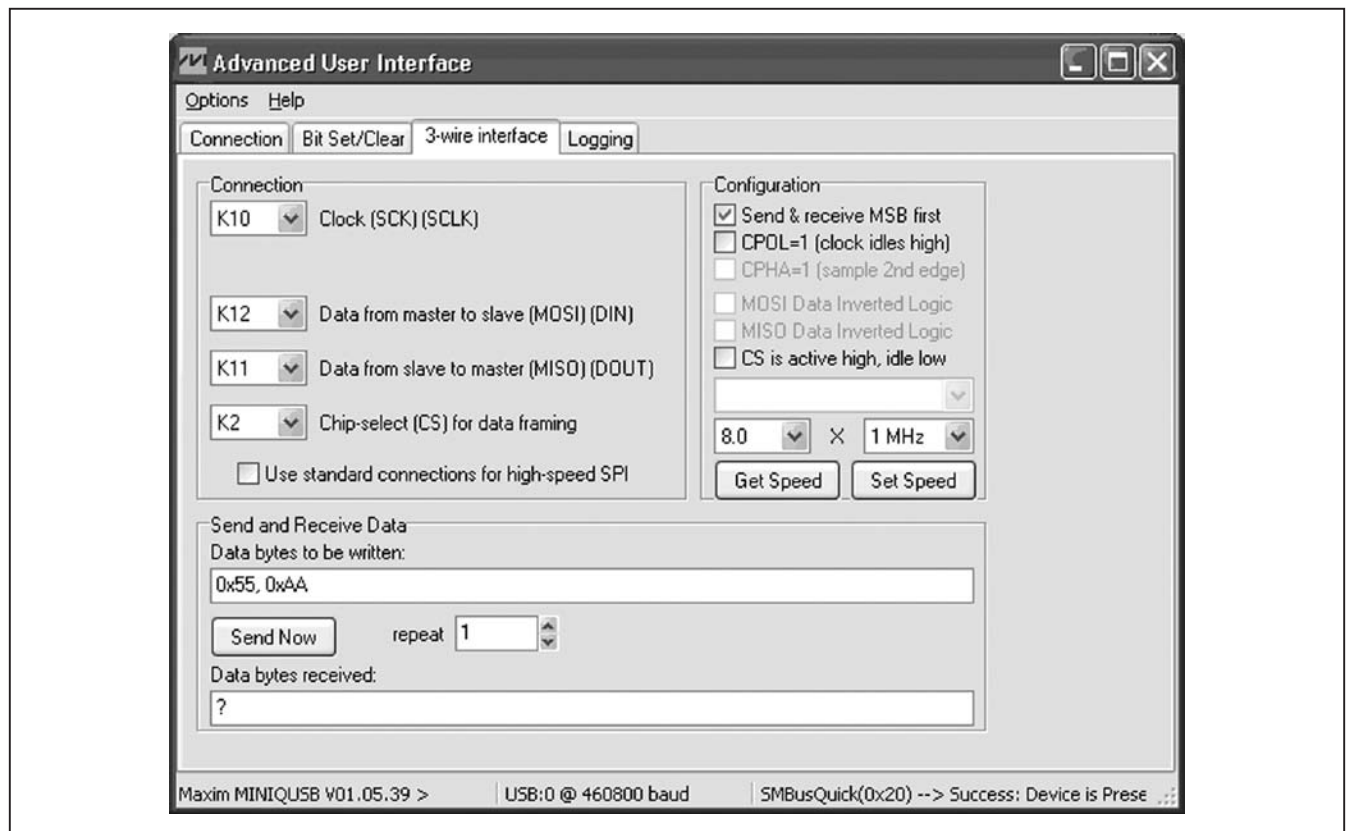 Advanced User Interface
Options Help
Connection Bit Set/Clear 3-wire interface Logging
Connection
K10 Clock (SCK) (SCLK)
K12 Data from master to slave (MOSI) (DIN)
K11 Data from slave to master (MISO) (DOUT)
K2 Chip-select (CS) for data framing
Use standard connections for high-speed SPI
Configuration
Send & receive MSB first
CPOL=1 (clock idles high)
CPHA=1 (sample 2nd edge)
MOSI Data Inverted Logic
MISO Data Inverted Logic
CS is active high, idle low
8.0 X 1 MHz
Get Speed Set Speed
Send and Receive Data
Data bytes to be written:
0x55, 0xAA
Send Now repeat 1
Data bytes received:
?
Maxim MINIQUSB V01.05.39 > USB:0 @ 460800 baud SMBusQuick(0x20) --> Success: Device is Prese